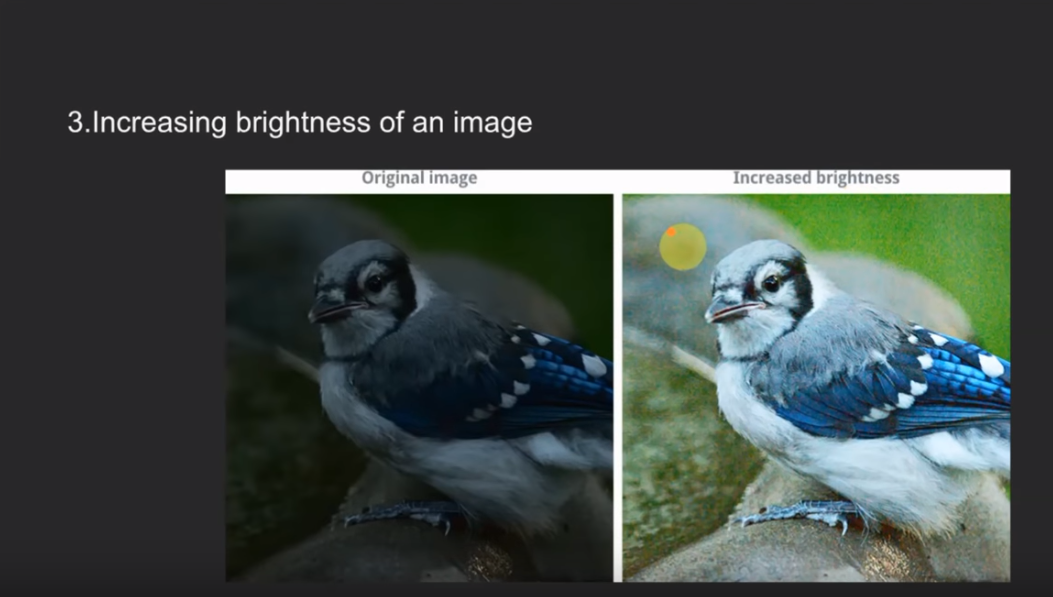 3.Increasing brightness of an image
Original image
Increased brightness